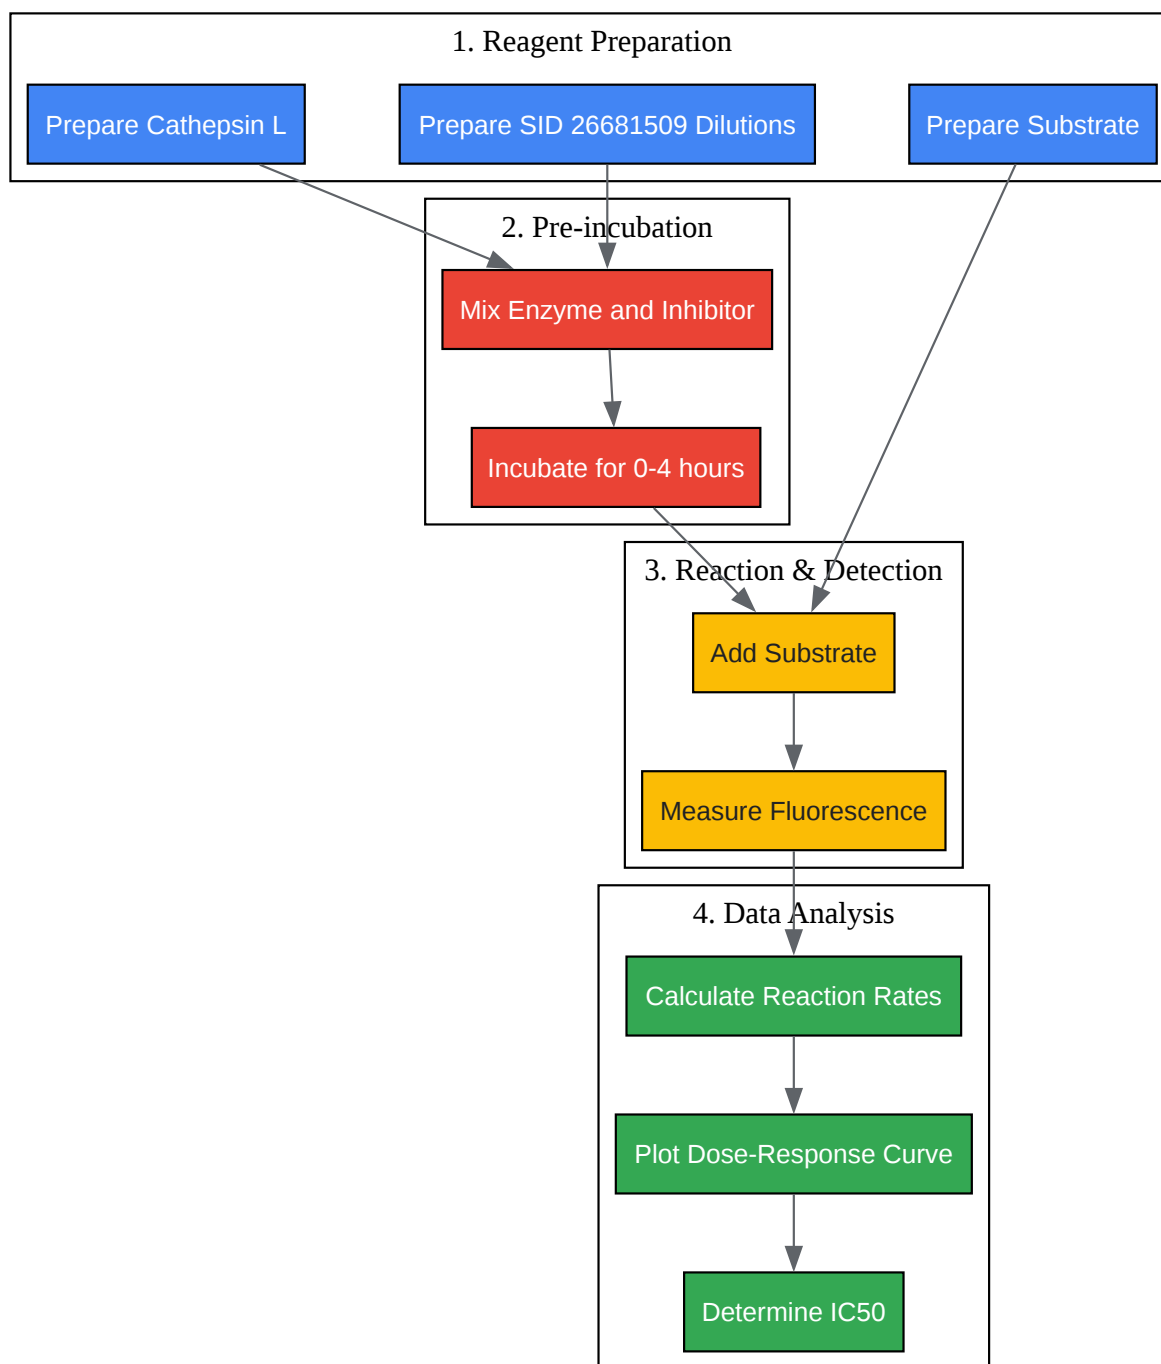 1. Reagent Preparation
Prepare Cathepsin L
Prepare SID 26681509 Dilutions
Prepare Substrate
2. Pre-incubation
Mix Enzyme and Inhibitor
Incubate for 0-4 hours
3. Reaction & Detection
Add Substrate
Measure Fluorescence
4. Data Analysis
Calculate Reaction Rates
Plot Dose-Response Curve
Determine IC50